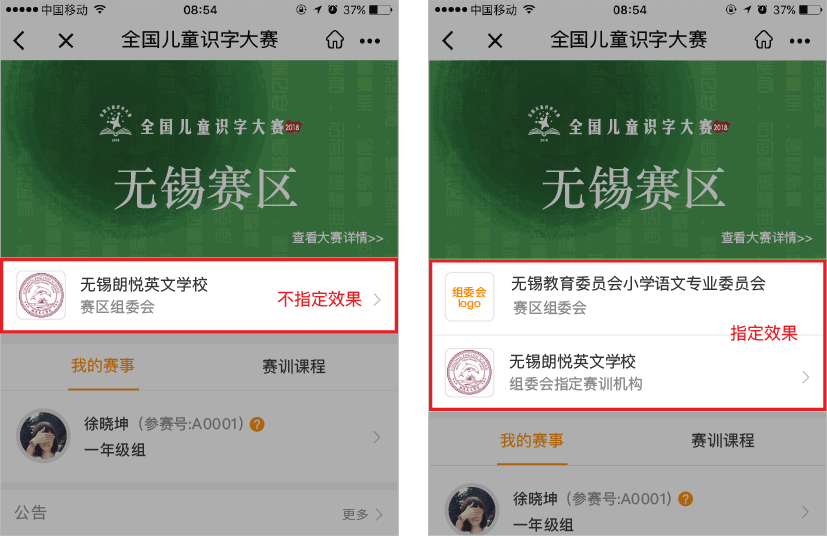 中国移动
08:54
37%
全国儿童识字大赛
全国儿童识字大赛
2018
无锡赛区
查看大赛详情>>
无锡朗悦英文学校
赛区组委会
不指定效果
我的赛事
赛训课程
徐晓坤（参赛号:A0001）?
一年级组
公告
更多
中国移动
08:54
37%
全国儿童识字大赛
全国儿童识字大赛
2018
无锡赛区
查看大赛详情>>
组委会
logo
无锡教育委员会小学语文专业委员会
赛区组委会
指定效果
无锡朗悦英文学校
组委会指定赛训机构
我的赛事
赛训课程
徐晓坤（参赛号:A0001）?
一年级组